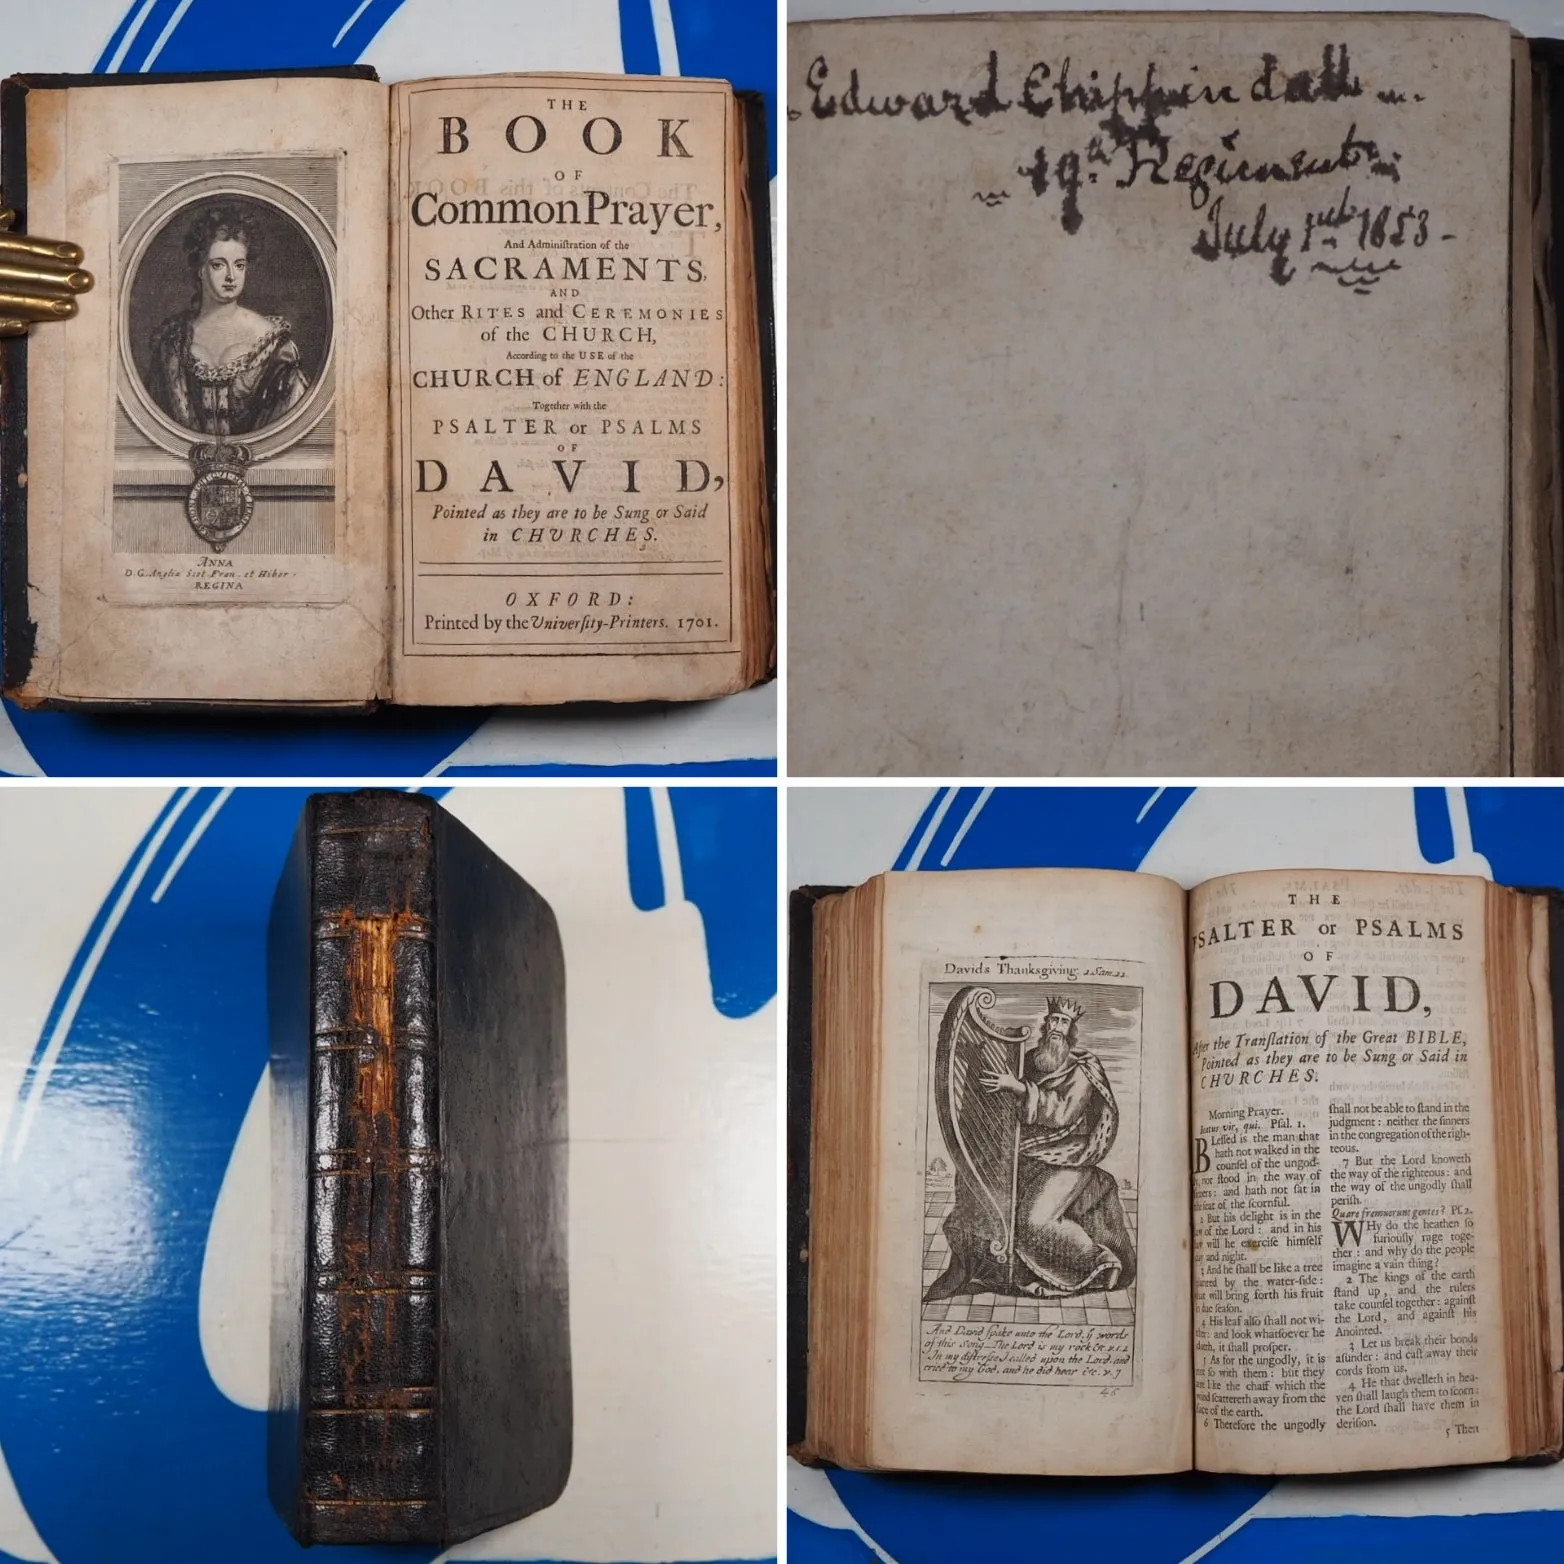 THE
BOOK
OF
Common Prayer,
And Adminiſtration of the
SACRAMENTS,
AND
Other RITES and CEREMONIES
of the CHURCH,
According to the USE of the
CHURCH of ENGLAND:
Together with the
PSALTER or PSALMS
OF
DAVID,
Pointed as they are to be Sung or Said
in CHVRCHES.
OXFORD:
Printed by the Univerſity-Printers. 1701.
ANNA
D.G. Anglia Scot Fran. et Hiber.
REGINA
Edward Chippindall
19th Regiment
July 1st 1853
Davids Thanksgiving. 2 Sam. 22.
And David ſpake unto the Lord, ye words
of this Song The Lord is my rock &c. v. 1. 2
In my diſtreſſe I called upon the Lord, and
cried to my God, and he did hear &c. v. 7
46
THE
PSALTER or PSALMS
OF
DAVID,
After the Tranſlation of the Great BIBLE,
Pointed as they are to be Sung or Said in
CHVRCHES.
Morning Prayer.
Beatus vir, qui. Pſal. 1.
Bleſſed is the man that
hath not walked in the
counſel of the ungod-
ly, nor ſtood in the way of
ſinners: and hath not ſat in
the ſeat of the ſcornful.
2 But his delight is in the
law of the Lord: and in his
law will he exerciſe himſelf
day and night.
3 And he ſhall be like a tree
planted by the water-ſide:
that will bring forth his fruit
in due ſeaſon.
4 His leaf alſo ſhall not wi-
ther: and look whatſoever he
doeth, it ſhall proſper.
5 As for the ungodly, it is
not ſo with them: but they
are like the chaff which the
wind ſcattereth away from the
face of the earth.
6 Therefore the ungodly
ſhall not be able to ſtand in the
judgment: neither the ſinners
in the congregation of the righ-
teous.
7 But the Lord knoweth
the way of the righteous: and
the way of the ungodly ſhall
periſh.
Quare fremuerunt gentes? Pſ. 2.
WHy do the heathen ſo
furiouſly rage toge-
ther: and why do the people
imagine a vain thing?
2 The kings of the earth
ſtand up, and the rulers
take counſel together: againſt
the Lord, and againſt his
Anointed.
3 Let us break their bonds
aſunder: and caſt away their
cords from us.
4 He that dwelleth in hea-
ven ſhall laugh them to ſcorn:
the Lord ſhall have them in
deriſion.
5 Then